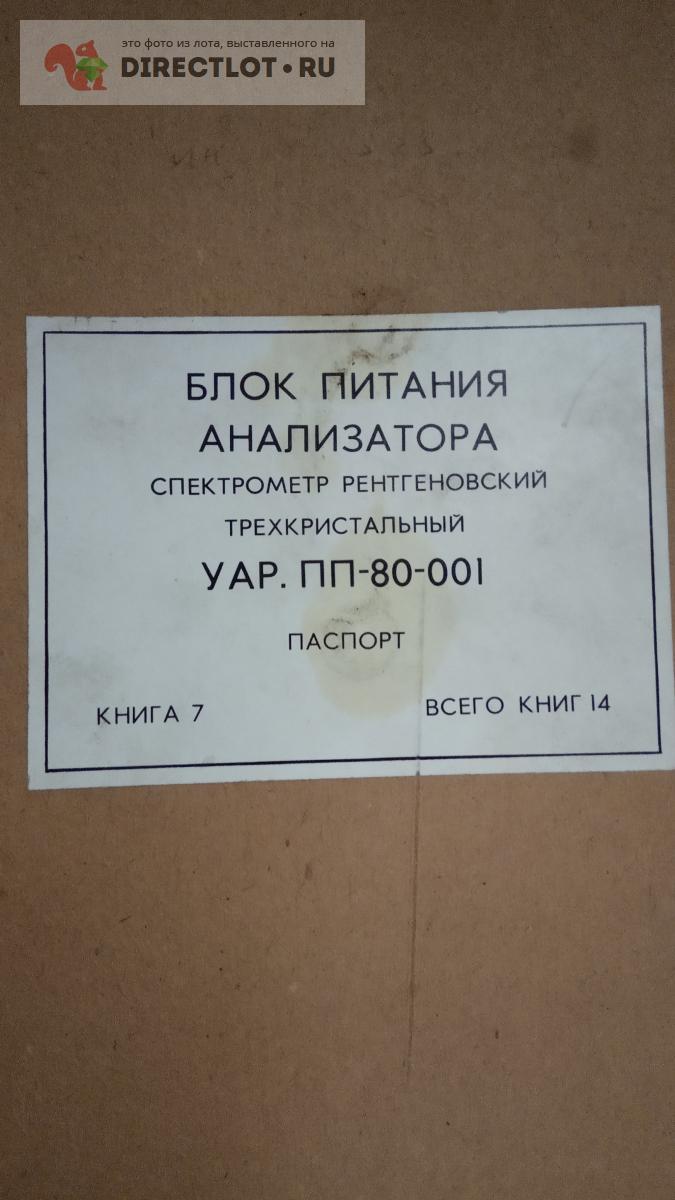 это фото из лота, выставленного на
DIRECTLOT•RU
БЛОК ПИТАНИЯ
АНАЛИЗАТОРА
СПЕКТРОМЕТР РЕНТГЕНОВСКИЙ
ТРЕХКРИСТАЛЬНЫЙ
УАР. ПП-80-001
ПАСПОРТ
КНИГА 7
ВСЕГО КНИГ 14